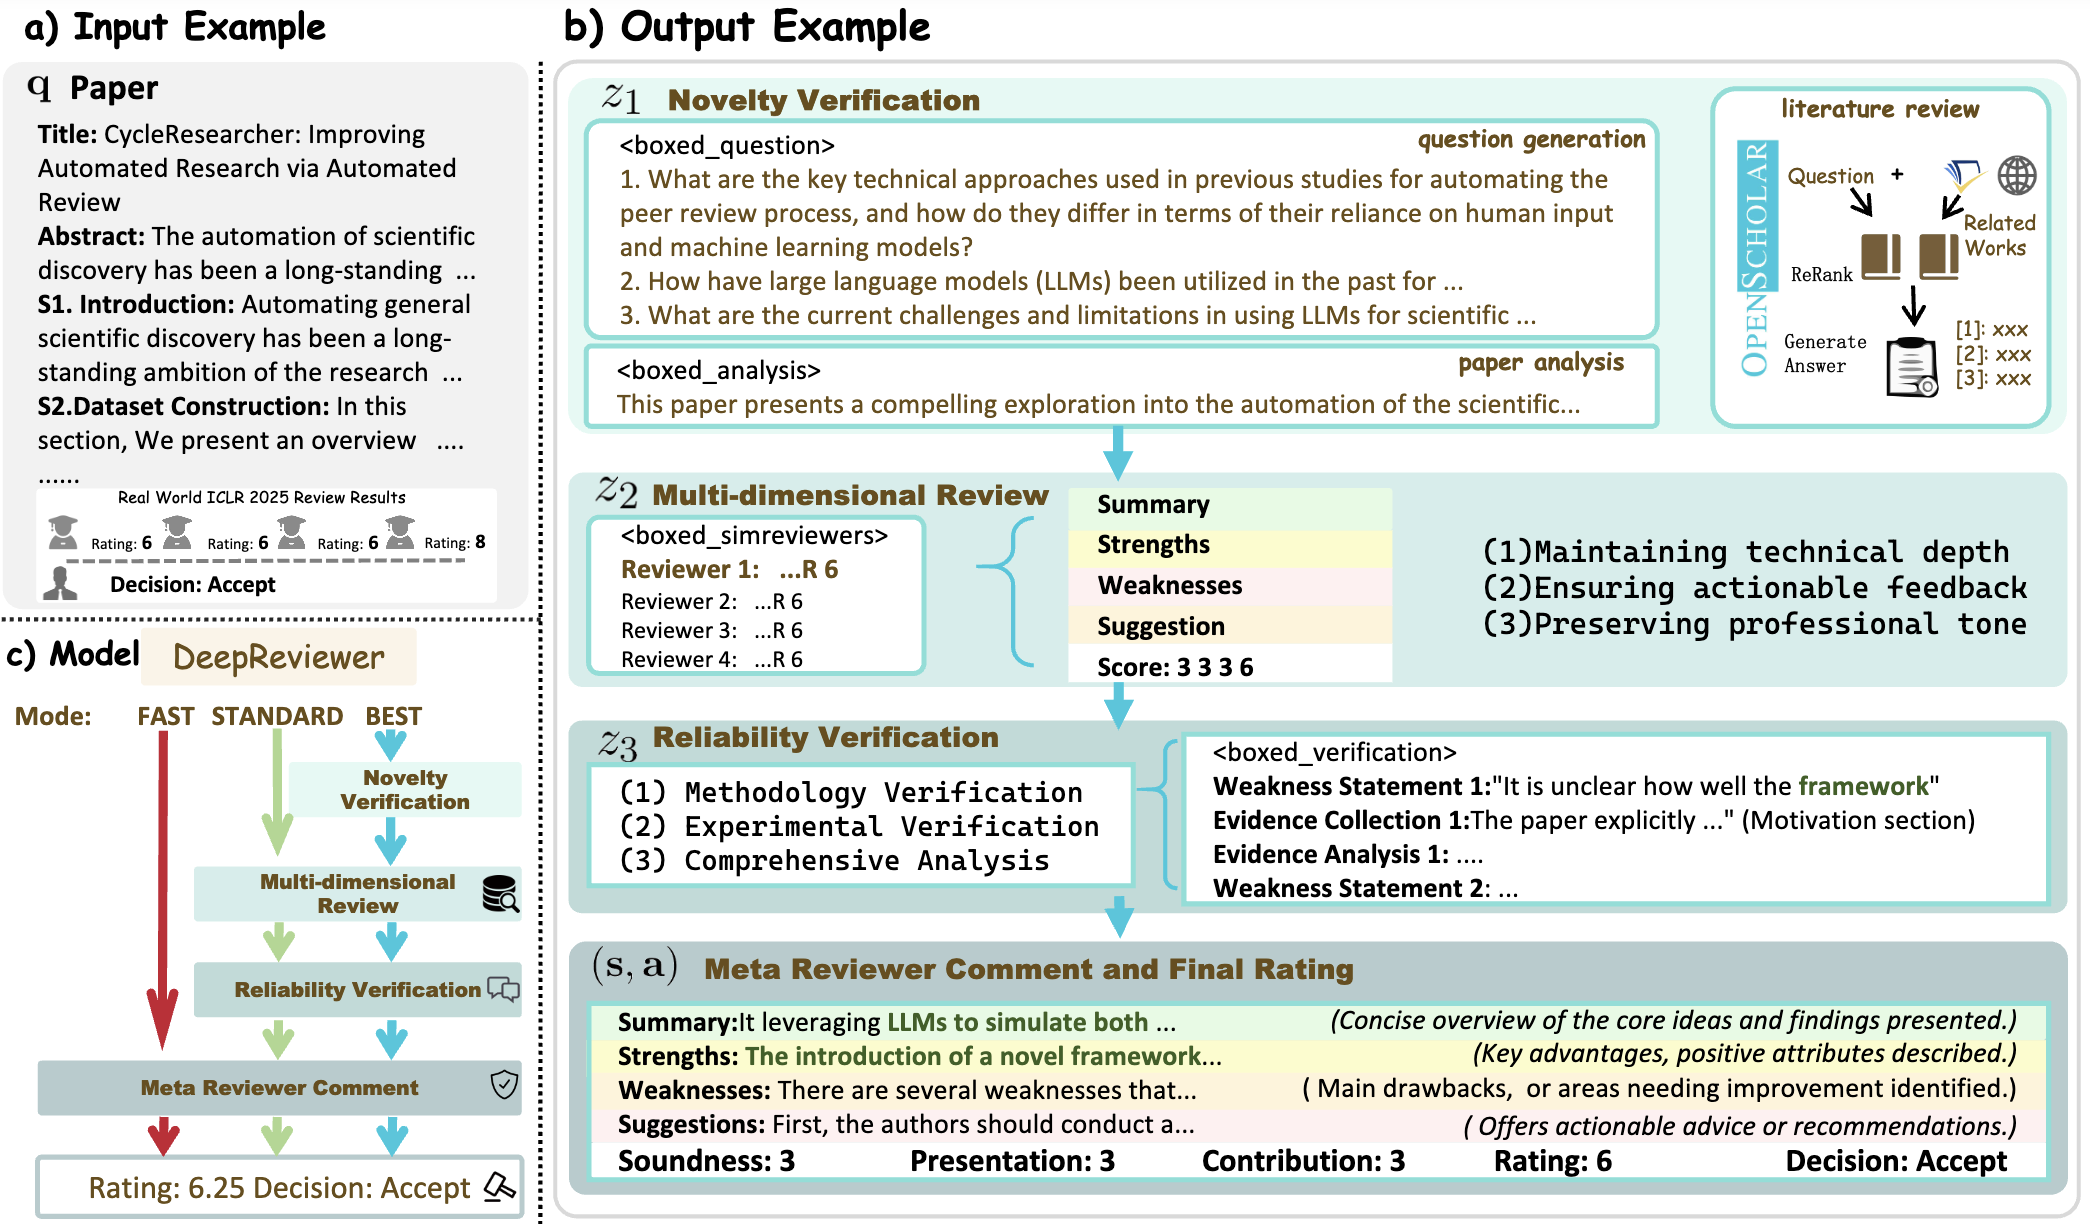 a) Input Example
q Paper
Title: CycleResearcher: Improving
Automated Research via Automated
Review
Abstract: The automation of scientific
discovery has been a long-standing ...
S1. Introduction: Automating general
scientific discovery has been a long-
standing ambition of the research ...
S2.Dataset Construction: In this
section, We present an overview ....
......
Real World ICLR 2025 Review Results
Rating: 6 Rating: 6 Rating: 6 Rating: 8
Decision: Accept
c) Model DeepReviewer
Mode: FAST STANDARD BEST
Novelty
Verification
Multi-dimensional
Review
Reliability Verification
Meta Reviewer Comment
Rating: 6.25 Decision: Accept
b) Output Example
z1 Novelty Verification
<boxed_question> question generation
1. What are the key technical approaches used in previous studies for automating the
peer review process, and how do they differ in terms of their reliance on human input
and machine learning models?
2. How have large language models (LLMs) been utilized in the past for ...
3. What are the current challenges and limitations in using LLMs for scientific ...
<boxed_analysis> paper analysis
This paper presents a compelling exploration into the automation of the scientific...
literature review
OPENSCHOLAR
Question +
Related
Works
ReRank
Generate
Answer
[1]: xxx
[2]: xxx
[3]: xxx
z2 Multi-dimensional Review
<boxed_simreviewers>
Reviewer 1: ...R 6
Reviewer 2: ...R 6
Reviewer 3: ...R 6
Reviewer 4: ...R 6
Summary
Strengths
Weaknesses
Suggestion
Score: 3 3 3 6
(1)Maintaining technical depth
(2)Ensuring actionable feedback
(3)Preserving professional tone
z3 Reliability Verification
(1) Methodology Verification
(2) Experimental Verification
(3) Comprehensive Analysis
<boxed_verification>
Weakness Statement 1:"It is unclear how well the framework"
Evidence Collection 1:The paper explicitly ..." (Motivation section)
Evidence Analysis 1: ....
Weakness Statement 2: ...
(s, a) Meta Reviewer Comment and Final Rating
Summary:It leveraging LLMs to simulate both ... (Concise overview of the core ideas and findings presented.)
Strengths: The introduction of a novel framework... (Key advantages, positive attributes described.)
Weaknesses: There are several weaknesses that... ( Main drawbacks, or areas needing improvement identified.)
Suggestions: First, the authors should conduct a... ( Offers actionable advice or recommendations.)
Soundness: 3 Presentation: 3 Contribution: 3 Rating: 6 Decision: Accept